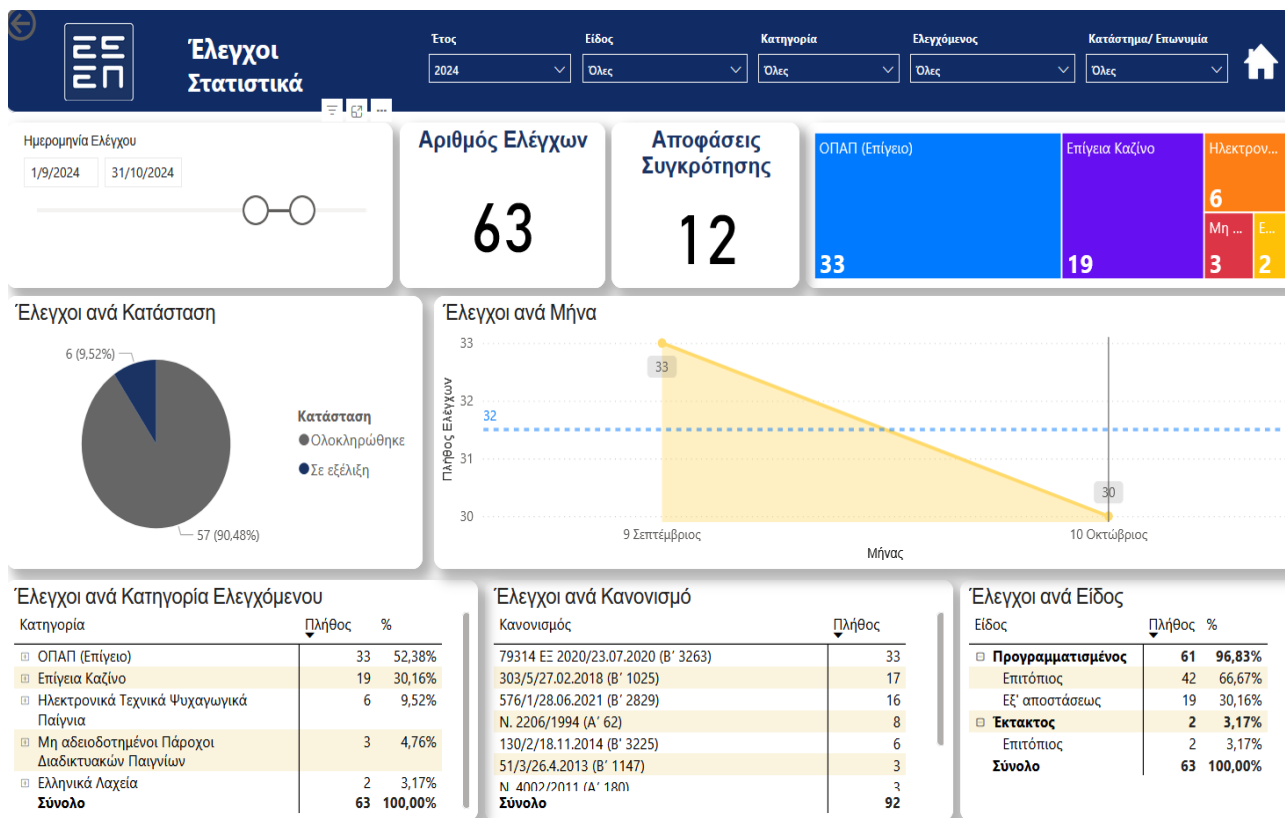 ΕΕ
ΕΠ
Έλεγχοι
Στατιστικά
Έτος
2024
Είδος
Όλες
Κατηγορία
Όλες
Ελεγχόμενος
Όλες
Κατάστημα/ Επωνυμία
Όλες
Ημερομηνία Ελέγχου
1/9/2024 31/10/2024
Αριθμός Ελέγχων
63
Αποφάσεις
Συγκρότησης
12
ΟΠΑΠ (Επίγειο)
33
Επίγεια Καζίνο
19
Ηλεκτρον...
6
Μη ...
3
Ε...
2
Έλεγχοι ανά Κατάσταση
6 (9,52%)
57 (90,48%)
Κατάσταση
Ολοκληρώθηκε
Σε εξέλιξη
Έλεγχοι ανά Μήνα
Πλήθος Ελέγχων
33
32
31
30
32
33
30
9 Σεπτέμβριος
10 Οκτώβριος
Μήνας
Έλεγχοι ανά Κατηγορία Ελεγχόμενου
Κατηγορία Πλήθος %
ΟΠΑΠ (Επίγειο) 33 52,38%
Επίγεια Καζίνο 19 30,16%
Ηλεκτρονικά Τεχνικά Ψυχαγωγικά 6 9,52%
Παίγνια
Μη αδειοδοτημένοι Πάροχοι 3 4,76%
Διαδικτυακών Παιγνίων
Ελληνικά Λαχεία 2 3,17%
Σύνολο 63 100,00%
Έλεγχοι ανά Κανονισμό
Κανονισμός Πλήθος
79314 ΕΞ 2020/23.07.2020 (Β΄ 3263) 33
303/5/27.02.2018 (Β΄ 1025) 17
576/1/28.06.2021 (Β΄ 2829) 16
Ν. 2206/1994 (Α΄ 62) 8
130/2/18.11.2014 (Β' 3225) 6
51/3/26.4.2013 (Β΄ 1147) 3
Ν. 4002/2011 (Α΄ 180) 3
Σύνολο 92
Έλεγχοι ανά Είδος
Είδος Πλήθος %
Προγραμματισμένος 61 96,83%
Επιτόπιος 42 66,67%
Εξ' αποστάσεως 19 30,16%
Έκτακτος 2 3,17%
Επιτόπιος 2 3,17%
Σύνολο 63 100,00%